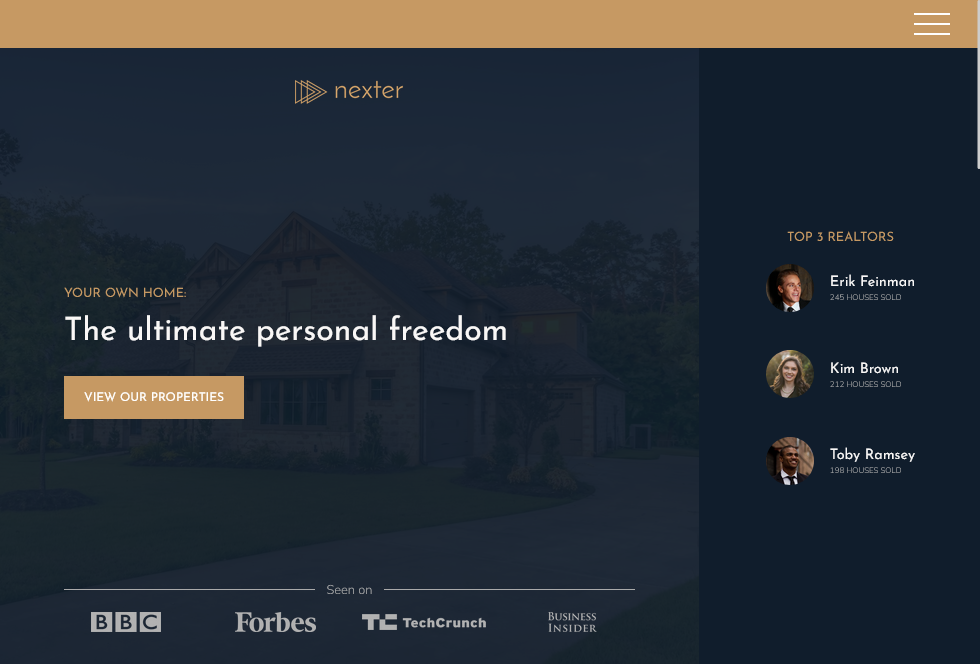 nexter
YOUR OWN HOME:
The ultimate personal freedom
VIEW OUR PROPERTIES
Seen on
BBC
Forbes
TC TechCrunch
BUSINESS
INSIDER
TOP 3 REALTORS
Erik Feinman
245 HOUSES SOLD
Kim Brown
212 HOUSES SOLD
Toby Ramsey
198 HOUSES SOLD